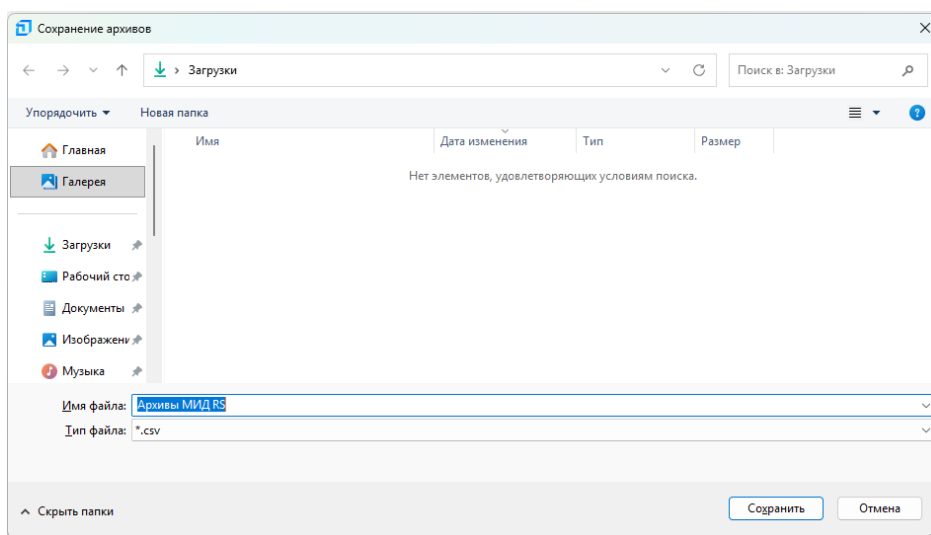 Сохранение архивов
Загрузки
Поиск в: Загрузки
Упорядочить
Новая папка
Имя
Дата изменения
Тип
Размер
Главная
Галерея
Нет элементов, удовлетворяющих условиям поиска.
Загрузки
Рабочий сто
Документы
Изображени
Музыка
Имя файла: Архивы МИД RS
Тип файла: *.csv
Скрыть папки
Сохранить
Отмена